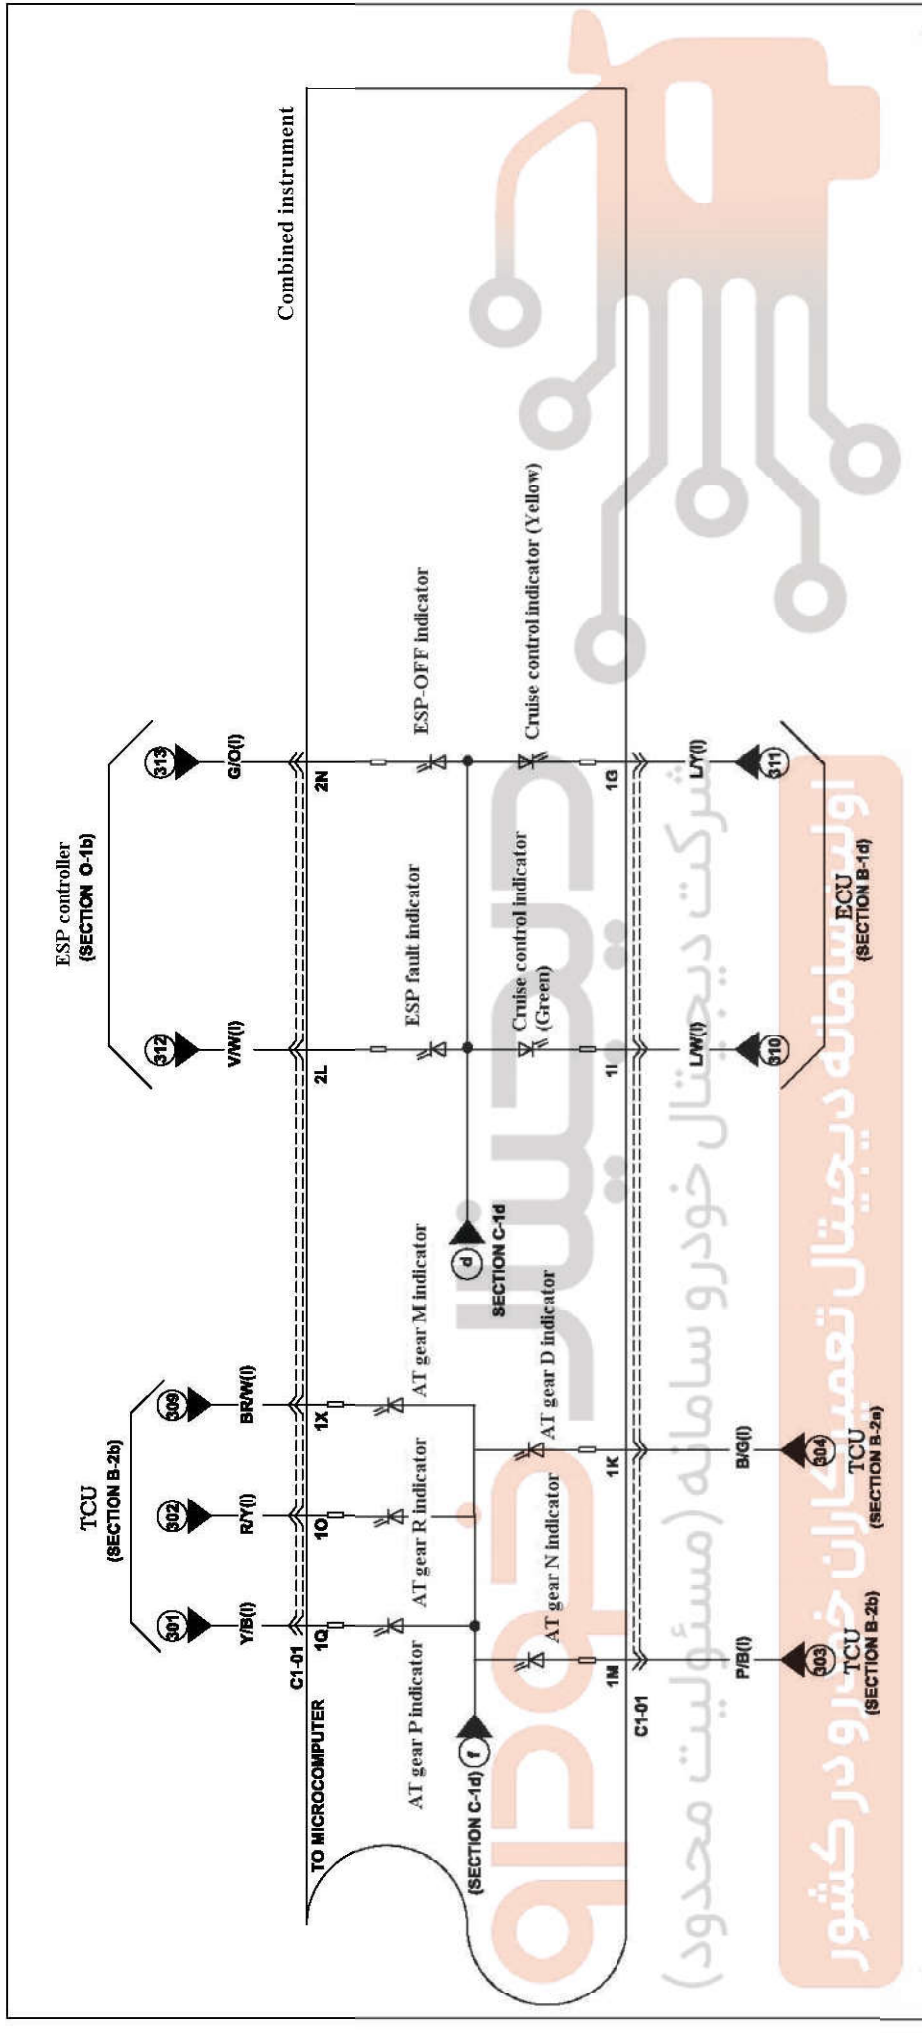 Combined instrument
ESP controller
(SECTION O-1b)
313
312
G/O(I)
V/W(I)
2N
2L
ESP-OFF indicator
ESP fault indicator
Cruise control indicator (Yellow)
Cruise control indicator
(Green)
1G
1I
L/Y(I)
L/W(I)
311
310
ECU
(SECTION B-1d)
d
SECTION C-1d
TCU
(SECTION B-2b)
309
302
301
BR/W(I)
R/Y(I)
Y/B(I)
C1-01
1X
1O
1Q
TO MICROCOMPUTER
AT gear M indicator
AT gear R indicator
AT gear P indicator
AT gear D indicator
AT gear N indicator
(SECTION C-1d)
f
1K
1M
C1-01
B/G(I)
P/B(I)
304
TCU
(SECTION B-2a)
303
TCU
(SECTION B-2b)
دیجیتال خودرو
شرکت دیجیتال خودرو سامانه (مسئولیت محدود)
اولین سامانه دیجیتال تعمیرکاران خودرو در کشور